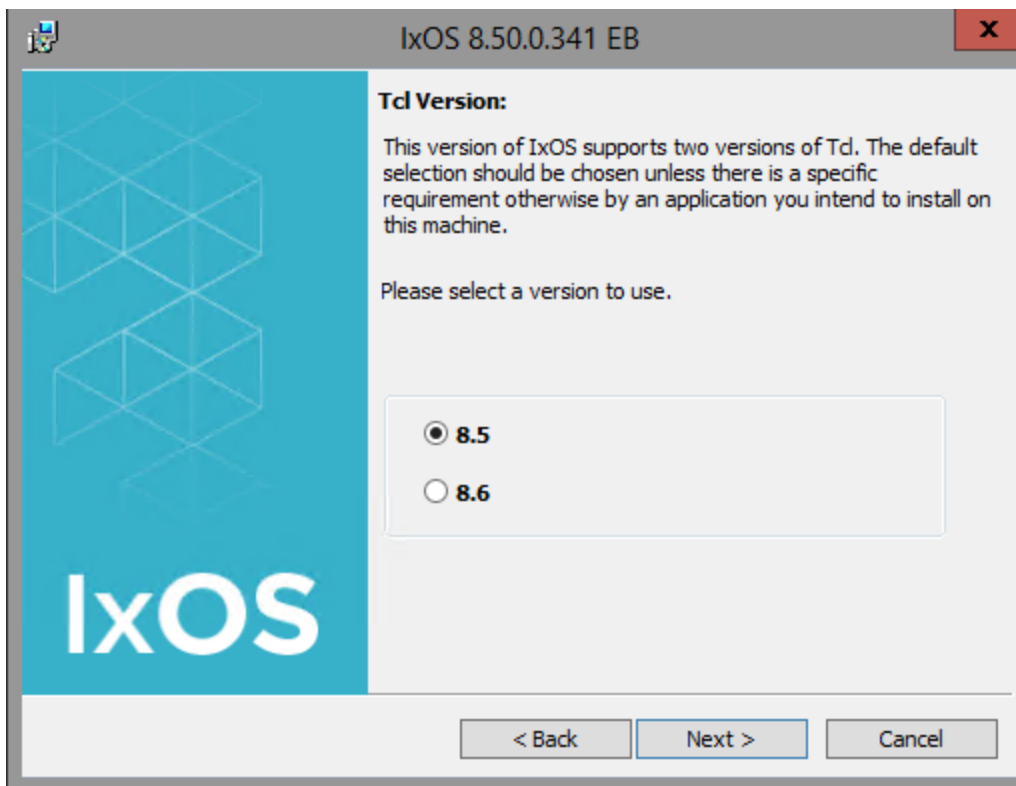 IxOS 8.50.0.341 EB
x
Tcl Version:
This version of IxOS supports two versions of Tcl. The default
selection should be chosen unless there is a specific
requirement otherwise by an application you intend to install on
this machine.
Please select a version to use.
8.5
8.6
IxOS
< Back
Next >
Cancel